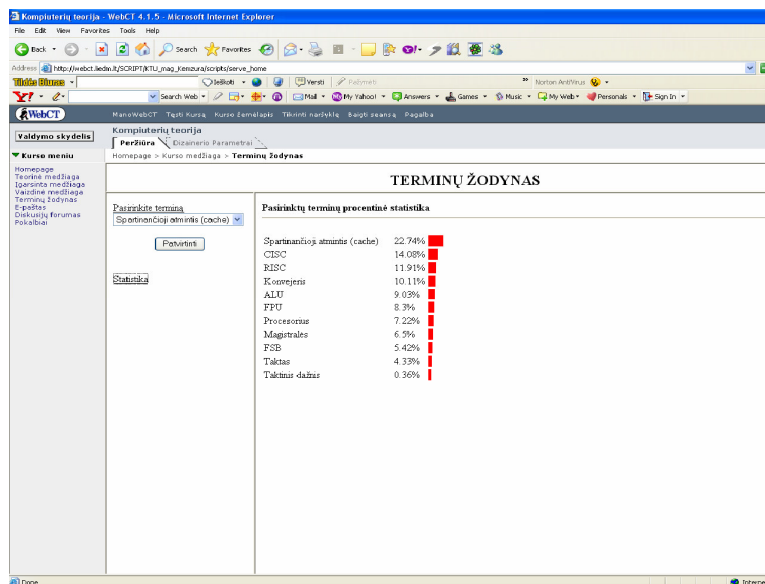 Kompiuterių teorija - WebCT 4.1.5 - Microsoft Internet Explorer
File Edit View Favorites Tools Help
Back Search Favorites
Address http://webct.liedm.lt/SCRIPT/KTU_mag_Kemzura/scripts/serve_home
Tildės Biuras Ieškoti Versti Pažymėti Norton AntiVirus
Y! Search Web Mail My Yahoo! Answers Games Music My Web Personals Sign In
WebCT ManoWebCT Tęsti Kursą Kurso žemėlapis Tikrinti naršyklę Baigti seansą Pagalba
Valdymo skydelis
Kompiuterių teorija
Peržiūra Dizainerio Parametrai
Kurso meniu
Homepage > Kurso medžiaga > Terminų žodynas
Homepage
Teorinė medžiaga
Įgarsinta medžiaga
Vaizdinė medžiaga
Terminų žodynas
E-paštas
Diskusijų forumas
Pokalbiai
TERMINŲ ŽODYNAS
Pasirinkite terminą
Spartinančioji atmintis (cache)
Patvirtinti
Statistika
Pasirinktų terminų procentinė statistika
Spartinančioji atmintis (cache) 22.74%
CISC 14.08%
RISC 11.91%
Konvejeris 10.11%
ALU 9.03%
FPU 8.3%
Procesorius 7.22%
Magistralės 6.5%
FSB 5.42%
Taktas 4.33%
Taktinis dažnis 0.36%
Done